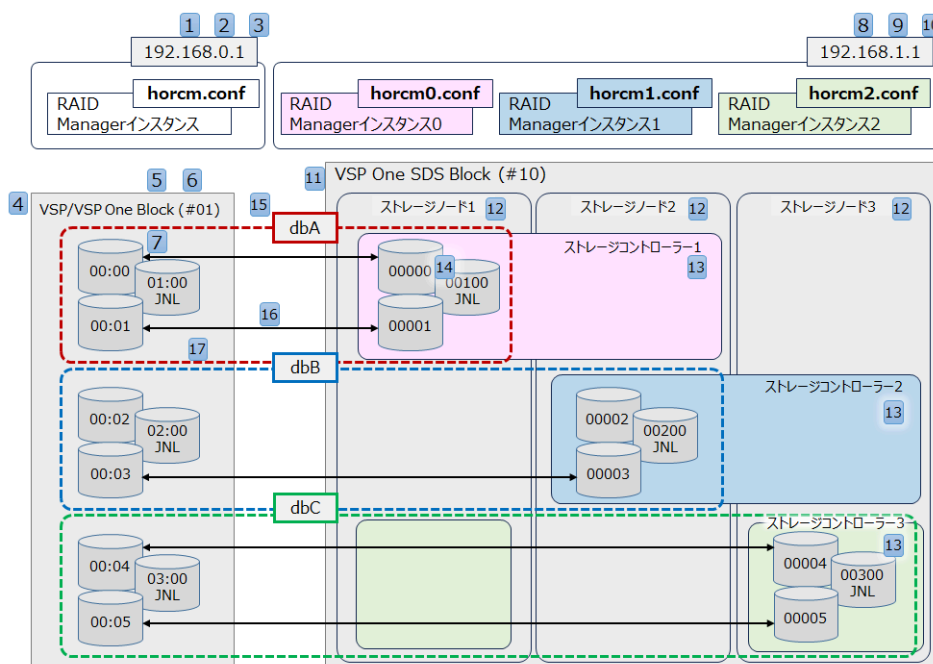 1 2 3
192.168.0.1
horcm.conf
RAID
Managerインスタンス
8 9 10
192.168.1.1
horcm0.conf
RAID
Managerインスタンス0
horcm1.conf
RAID
Managerインスタンス1
horcm2.conf
RAID
Managerインスタンス2
4
5 6
VSP/VSP One Block (#01)
15
11
VSP One SDS Block (#10)
ストレージノード1 12
ストレージノード2 12
ストレージノード3 12
dbA
7
00:00
01:00
JNL
00:01
16
17
ストレージコントローラー1
13
00000
14
00100
JNL
00001
dbB
00:02
02:00
JNL
00:03
ストレージコントローラー2
13
00002
00200
JNL
00003
dbC
00:04
03:00
JNL
00:05
ストレージコントローラー3
13
00004
00300
JNL
00005